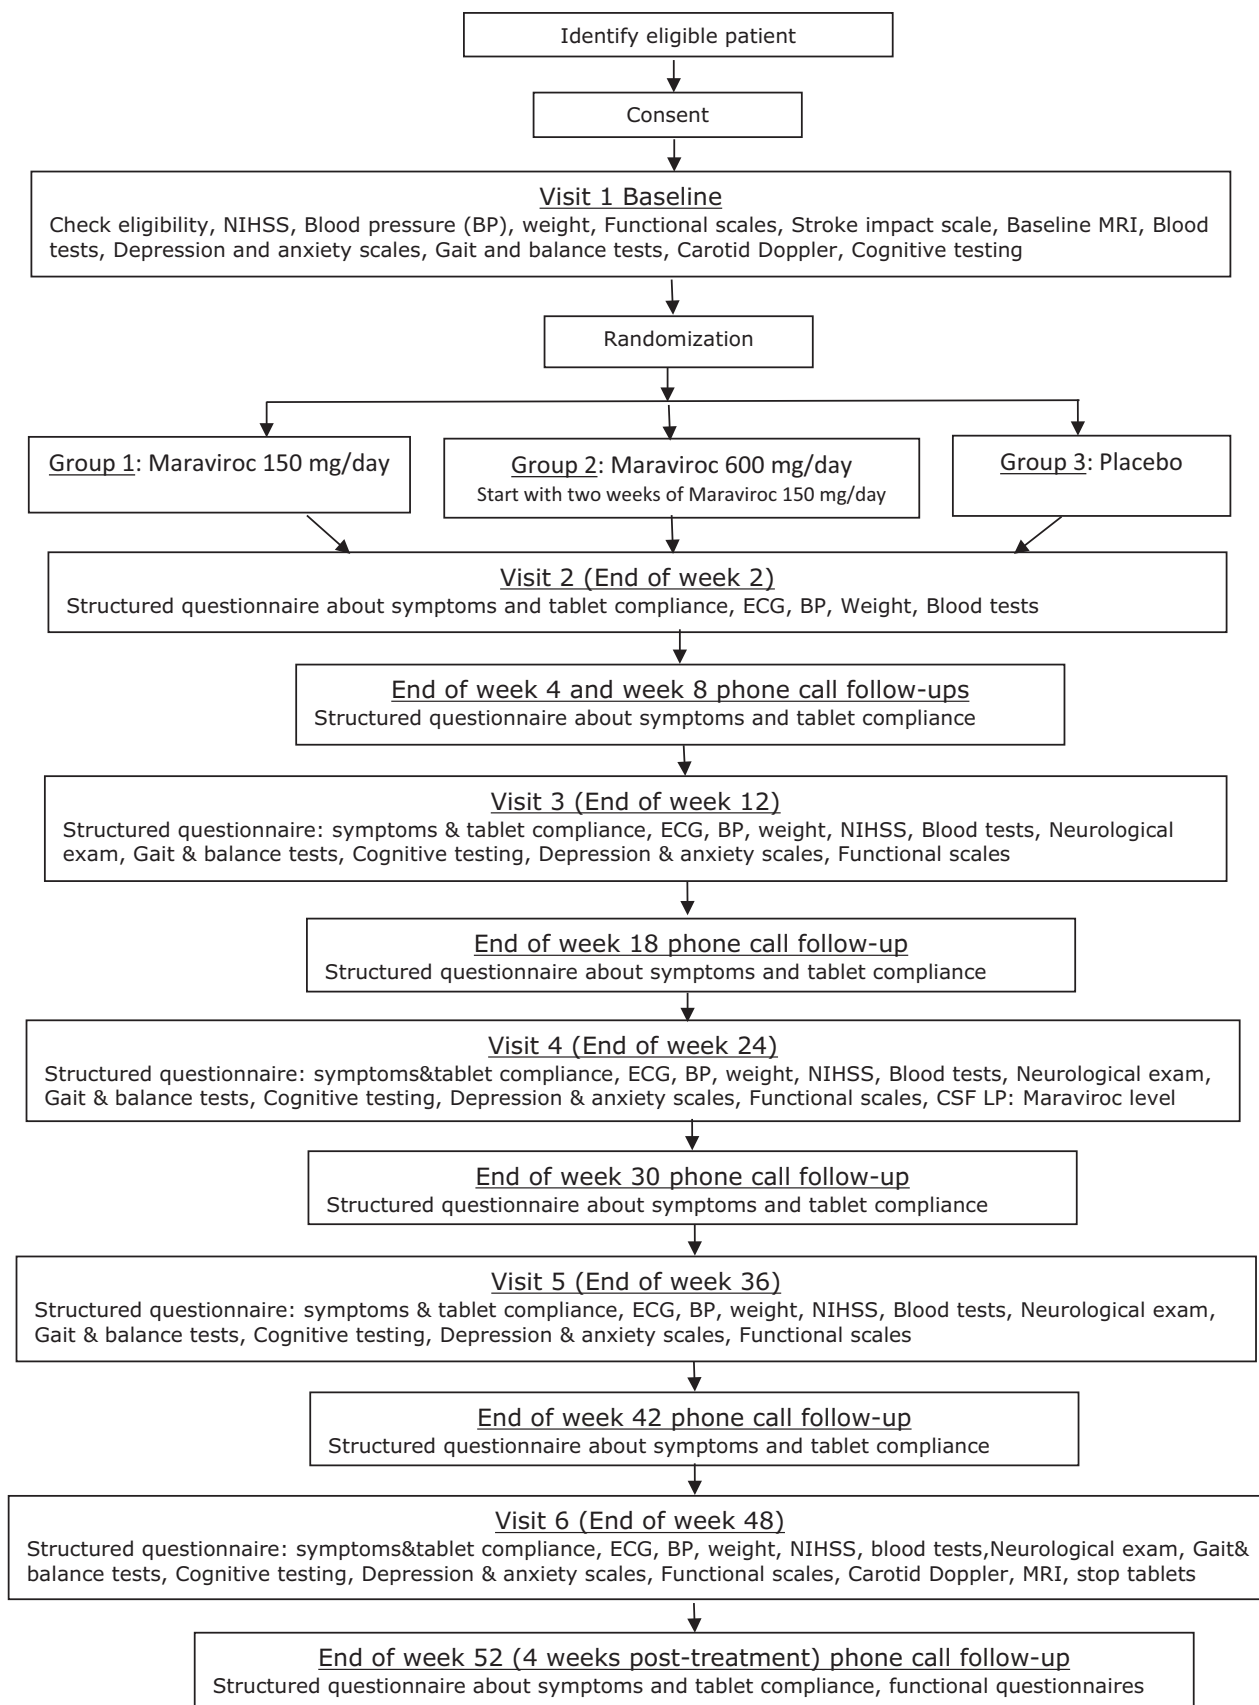 Identify eligible patient
Consent
Visit 1 Baseline
Check eligibility, NIHSS, Blood pressure (BP), weight, Functional scales, Stroke impact scale, Baseline MRI, Blood
tests, Depression and anxiety scales, Gait and balance tests, Carotid Doppler, Cognitive testing
Randomization
Group 1: Maraviroc 150 mg/day
Group 2: Maraviroc 600 mg/day
Start with two weeks of Maraviroc 150 mg/day
Group 3: Placebo
Visit 2 (End of week 2)
Structured questionnaire about symptoms and tablet compliance, ECG, BP, Weight, Blood tests
End of week 4 and week 8 phone call follow-ups
Structured questionnaire about symptoms and tablet compliance
Visit 3 (End of week 12)
Structured questionnaire: symptoms & tablet compliance, ECG, BP, weight, NIHSS, Blood tests, Neurological
exam, Gait & balance tests, Cognitive testing, Depression & anxiety scales, Functional scales
End of week 18 phone call follow-up
Structured questionnaire about symptoms and tablet compliance
Visit 4 (End of week 24)
Structured questionnaire: symptoms&tablet compliance, ECG, BP, weight, NIHSS, Blood tests, Neurological exam,
Gait & balance tests, Cognitive testing, Depression & anxiety scales, Functional scales, CSF LP: Maraviroc level
End of week 30 phone call follow-up
Structured questionnaire about symptoms and tablet compliance
Visit 5 (End of week 36)
Structured questionnaire: symptoms & tablet compliance, ECG, BP, weight, NIHSS, Blood tests, Neurological exam,
Gait & balance tests, Cognitive testing, Depression & anxiety scales, Functional scales
End of week 42 phone call follow-up
Structured questionnaire about symptoms and tablet compliance
Visit 6 (End of week 48)
Structured questionnaire: symptoms&tablet compliance, ECG, BP, weight, NIHSS, blood tests,Neurological exam, Gait&
balance tests, Cognitive testing, Depression & anxiety scales, Functional scales, Carotid Doppler, MRI, stop tablets
End of week 52 (4 weeks post-treatment) phone call follow-up
Structured questionnaire about symptoms and tablet compliance, functional questionnaires